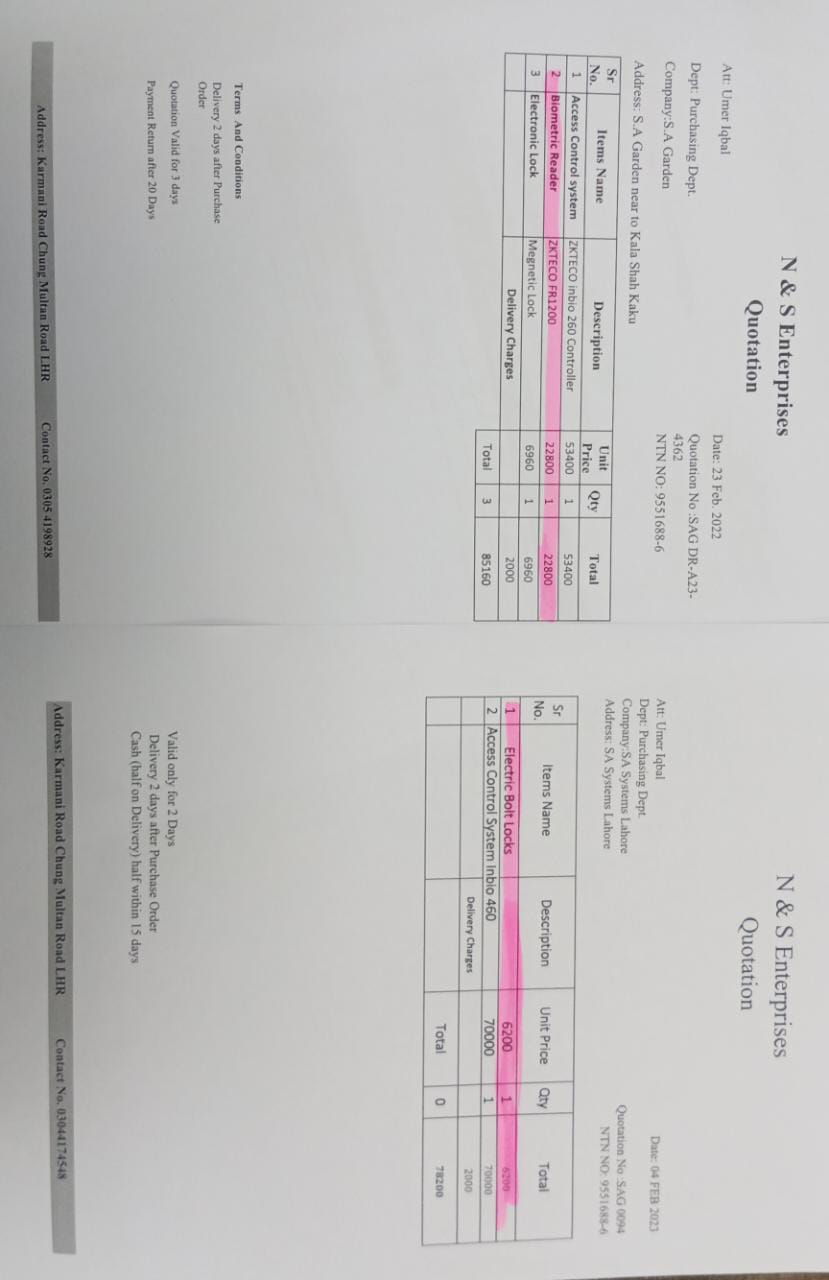 N & S Enterprises
Quotation
Date: 23 Feb. 2022
Att: Umer Iqbal
Quotation No :SAG DR-A23-
4362
Dept: Purchasing Dept.
NTN NO: 9551688-6
Company:S.A Garden
Address: S.A Garden near to Kala Shah Kaku
Sr No. Items Name Description Unit Price Qty Total
1 Access Control system ZKTECO inbio 260 Controller 53400 1 53400
2 Biometric Reader ZKTECO FR1200 22800 1 22800
3 Electronic Lock Megnetic Lock 6960 1 6960
Delivery Charges 2000
Total 3 85160
Terms And Conditions
Delivery 2 days after Purchase
Order
Quotation Valid for 3 days
Payment Return after 20 Days
Address: Karmani Road Chung Multan Road LHR Contact No. 0305 4198928
N & S Enterprises
Quotation
Att: Umer Iqbal Date: 04 FEB 2023
Dept: Purchasing Dept.
Company:SA Systems Lahore Quotation No :SAG 0094
Address: SA Systems Lahore NTN NO: 9551688-6
Sr No. Items Name Description Unit Price Qty Total
1 Electric Bolt Locks 6200 1 6200
2 Access Control System Inbio 460 70000 1 70000
Delivery Charges 2000
Total 0 78200
Valid only for 2 Days
Delivery 2 days after Purchase Order
Cash (half on Delivery) half within 15 days
Address: Karmani Road Chung Multan Road LHR Contact No. 03044174548